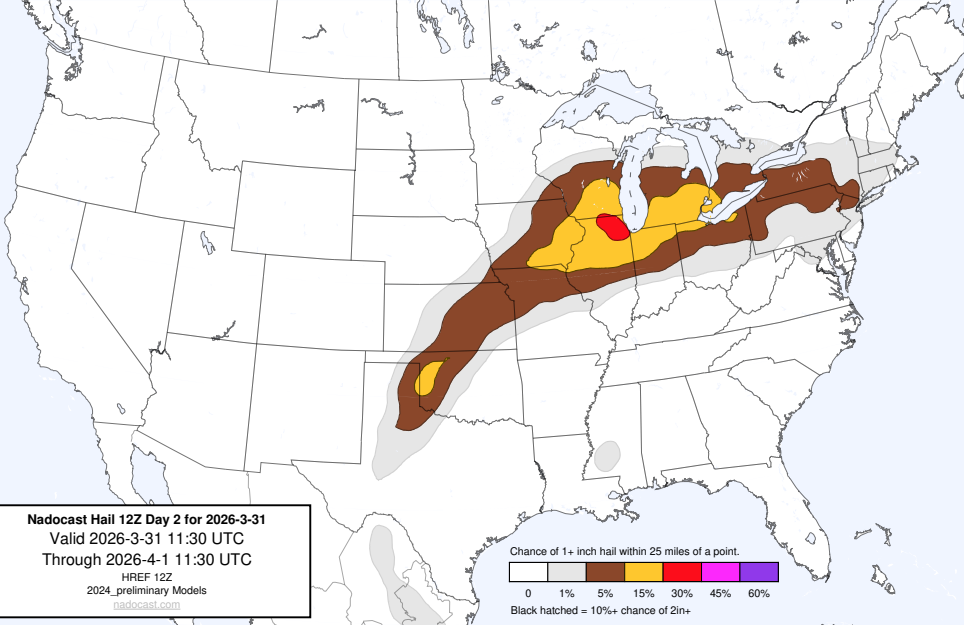 Nadocast Hail 12Z Day 2 for 2026-3-31
Valid 2026-3-31 11:30 UTC
Through 2026-4-1 11:30 UTC
HREF 12Z
2024_preliminary Models
nadocast.com
Chance of 1+ inch hail within 25 miles of a point.
0 1% 5% 15% 30% 45% 60%
Black hatched = 10%+ chance of 2in+